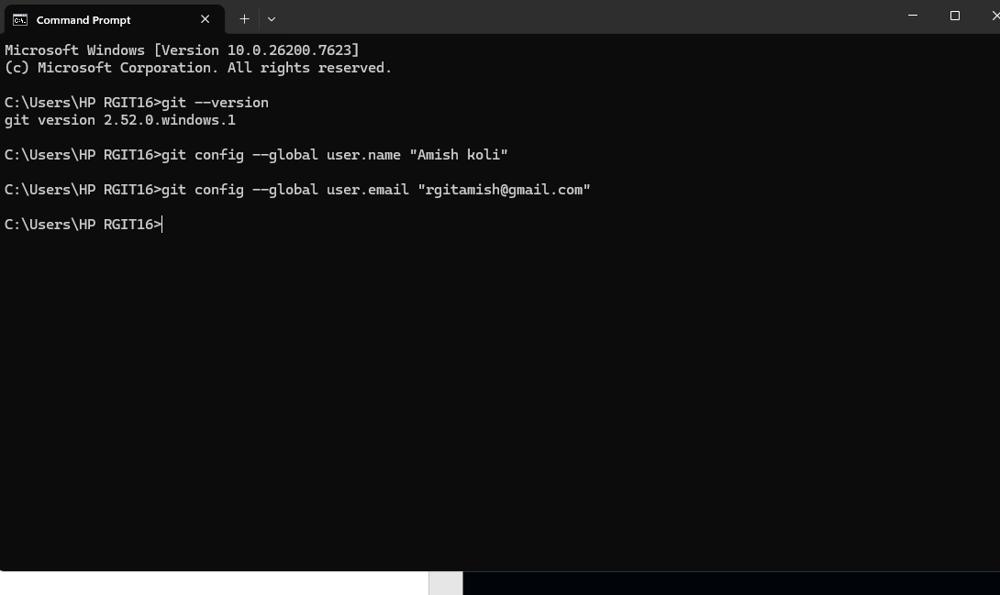 Command Prompt
Microsoft Windows [Version 10.0.26200.7623]
(c) Microsoft Corporation. All rights reserved.
C:\Users\HP RGIT16>git --version
git version 2.52.0.windows.1
C:\Users\HP RGIT16>git config --global user.name "Amish koli"
C:\Users\HP RGIT16>git config --global user.email "rgitamish@gmail.com"
C:\Users\HP RGIT16>